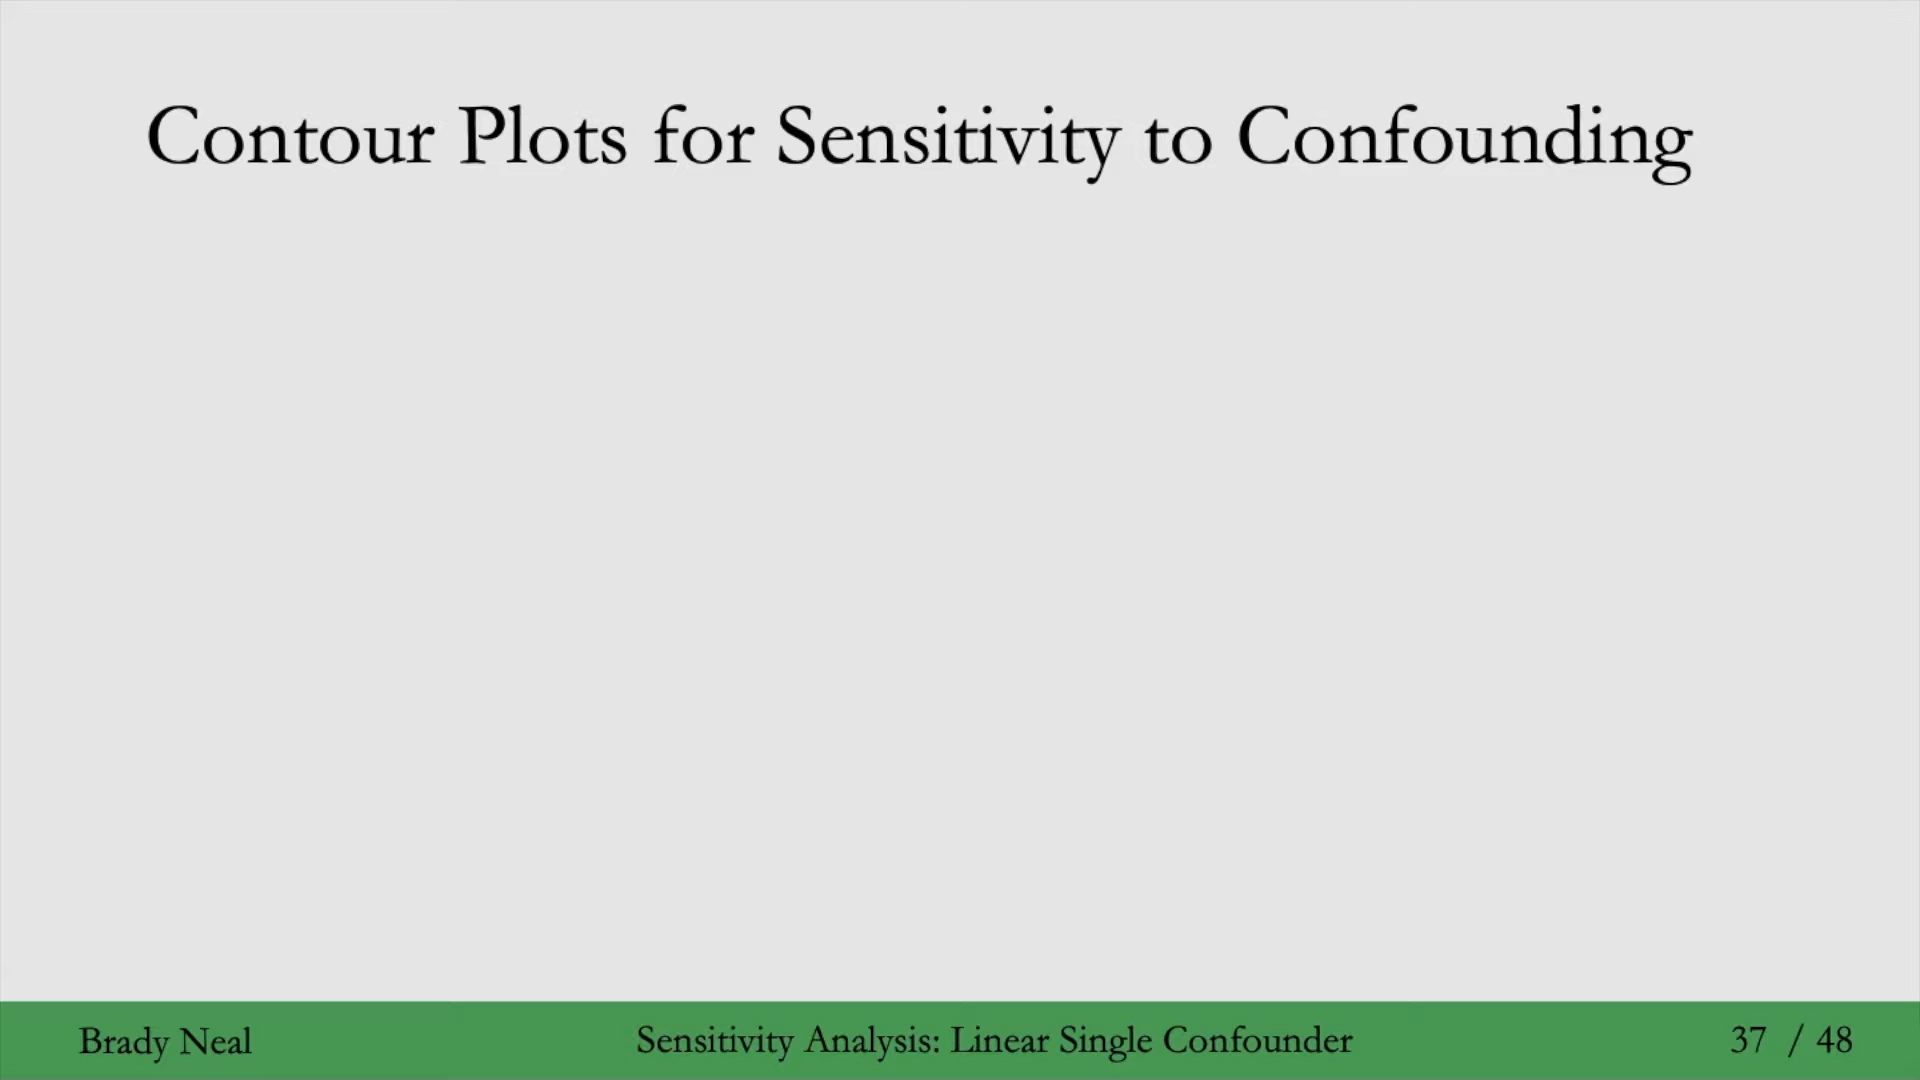 Contour Plots for Sensitivity to Confounding
Brady Neal
Sensitivity Analysis: Linear Single Confounder
37 / 48